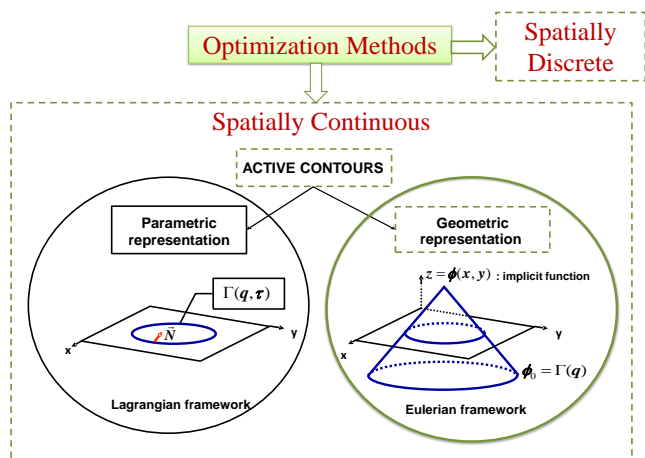 Optimization Methods
Spatially
Discrete
Spatially Continuous
ACTIVE CONTOURS
Parametric
representation
Geometric
representation
Γ(q, τ)
N⃗
x
y
Lagrangian framework
z = ϕ(x, y) : implicit function
x
y
ϕ₀ = Γ(q)
Eulerian framework